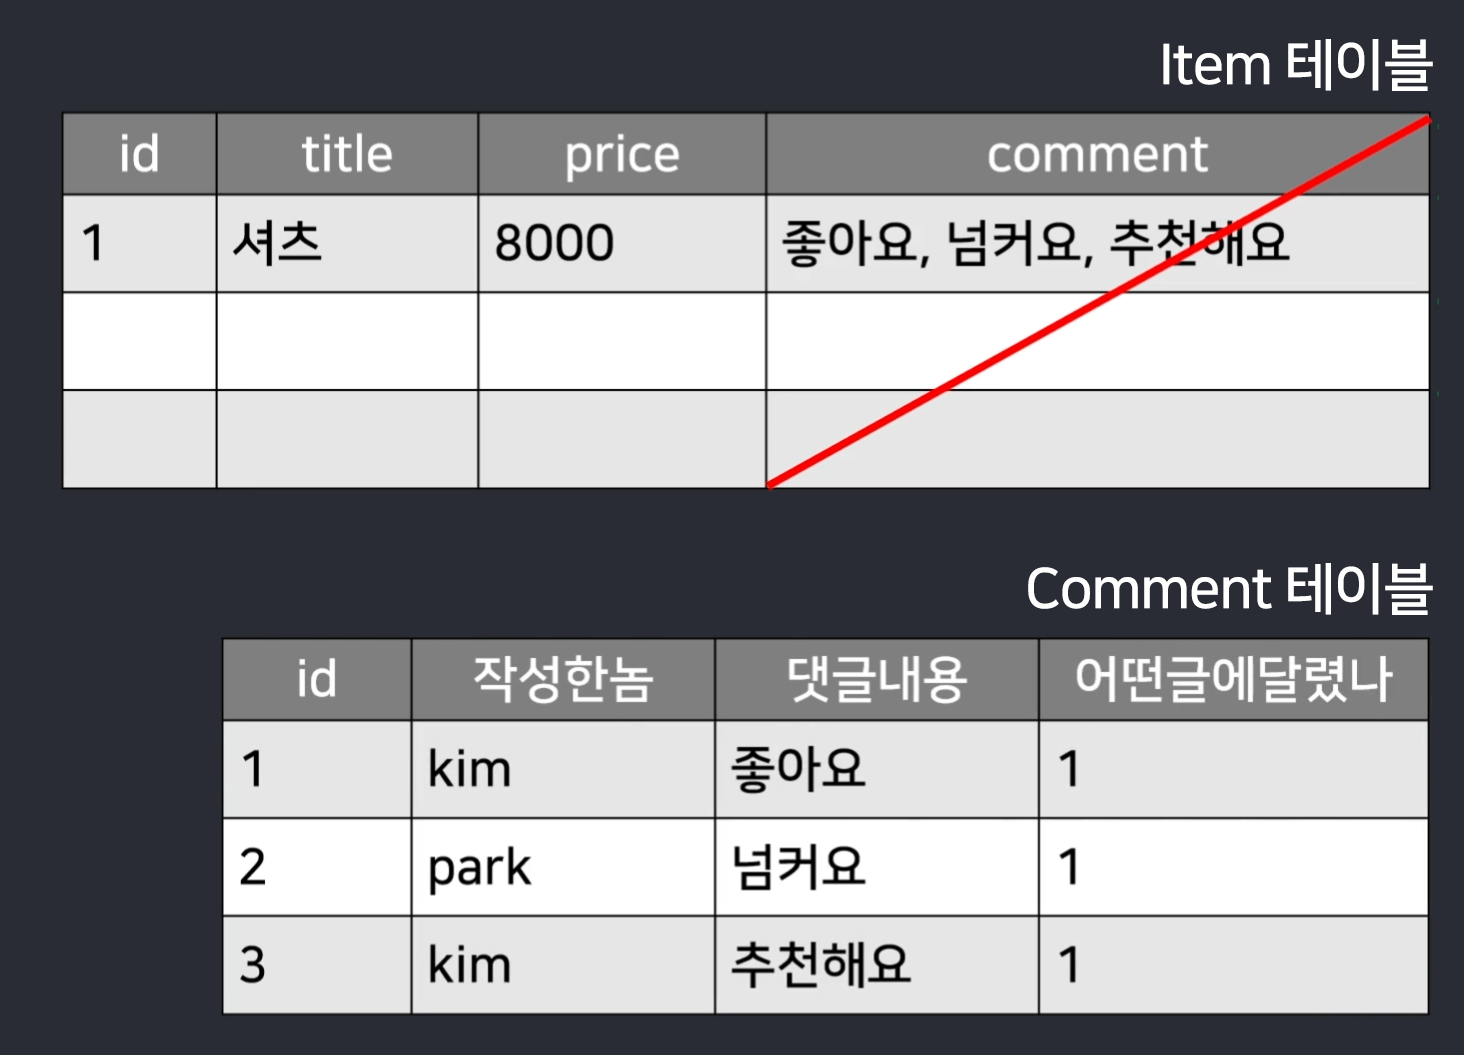 Item 테이블
id title price comment
1 셔츠 8000 좋아요, 넘커요, 추천해요
Comment 테이블
id 작성한놈 댓글내용 어떤글에달렸나
1 kim 좋아요 1
2 park 넘커요 1
3 kim 추천해요 1